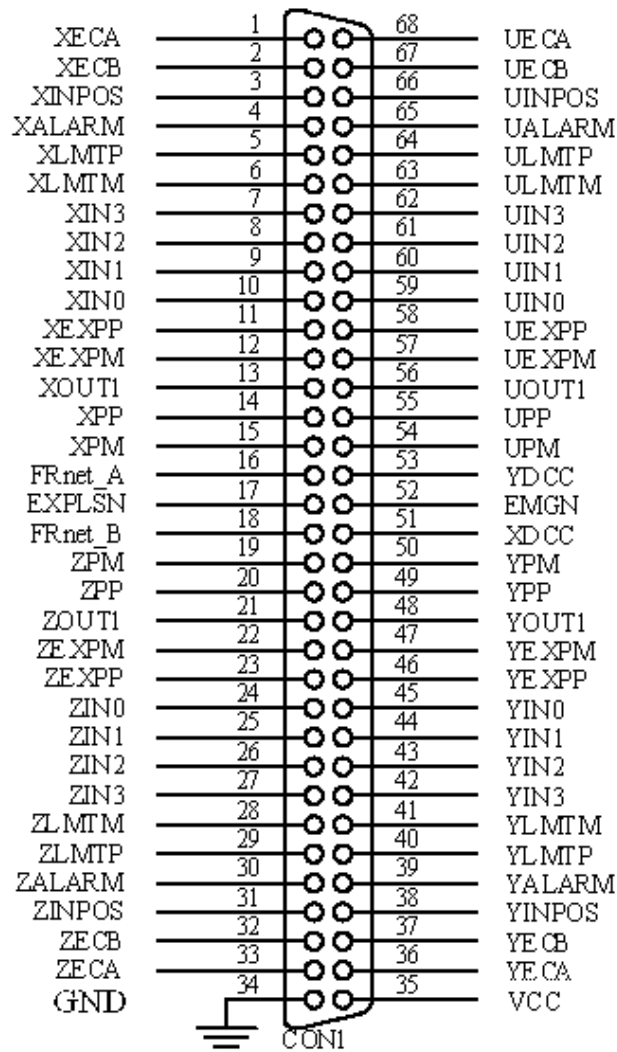 XECA 1 68 UECA
XECB 2 67 UECB
XINPOS 3 66 UINPOS
XALARM 4 65 UALARM
XLMTP 5 64 ULMTP
XLMTM 6 63 ULMTM
XIN3 7 62 UIN3
XIN2 8 61 UIN2
XIN1 9 60 UIN1
XIN0 10 59 UIN0
XEXPP 11 58 UEXPP
XEXPM 12 57 UEXPM
XOUT1 13 56 UOUT1
XPP 14 55 UPP
XPM 15 54 UPM
FRnet_A 16 53 YDCC
EXPLSN 17 52 EMGN
FRnet_B 18 51 XDCC
ZPM 19 50 YPM
ZPP 20 49 YPP
ZOUT1 21 48 YOUT1
ZEXPM 22 47 YEXPM
ZEXPP 23 46 YEXPP
ZIN0 24 45 YIN0
ZIN1 25 44 YIN1
ZIN2 26 43 YIN2
ZIN3 27 42 YIN3
ZLMTM 28 41 YLMTM
ZLMTP 29 40 YLMTP
ZALARM 30 39 YALARM
ZINPOS 31 38 YINPOS
ZECB 32 37 YECB
ZECA 33 36 YECA
GND 34 35 VCC
CON1